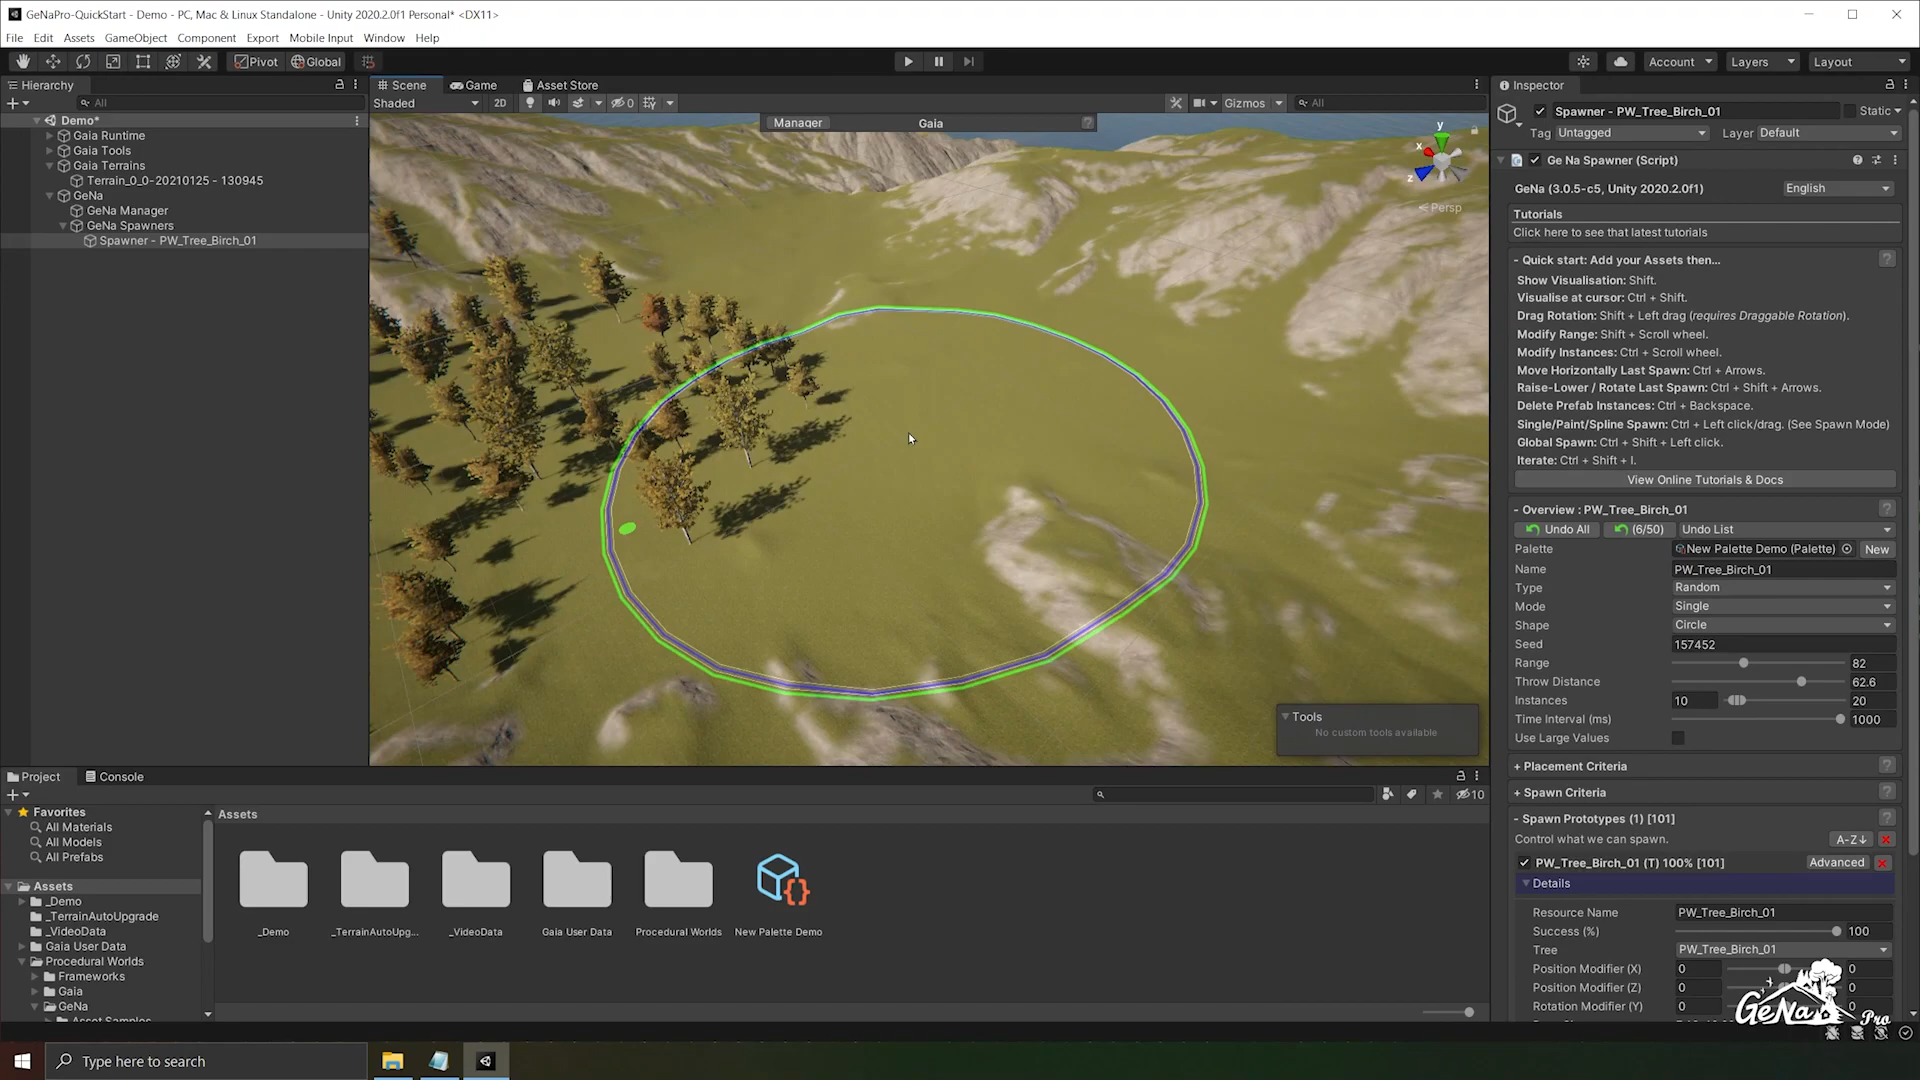 GeNaPro-QuickStart - Demo - PC, Mac & Linux Standalone - Unity 2020.2.0f1 Personal* <DX11>
File Edit Assets GameObject Component Export Mobile Input Window Help
Pivot Global Account Layers Layout
Hierarchy
All
Demo*
Gaia Runtime
Gaia Tools
Gaia Terrains
Terrain_0_0-20210125 - 130945
GeNa
GeNa Manager
GeNa Spawners
Spawner - PW_Tree_Birch_01
Scene Game Asset Store
Shaded 2D 0 Gizmos All
Manager Gaia
y
x
z
Persp
Tools
No custom tools available
Inspector
Spawner - PW_Tree_Birch_01 Static
Tag Untagged Layer Default
Ge Na Spawner (Script)
GeNa (3.0.5-c5, Unity 2020.2.0f1) English
Tutorials
Click here to see that latest tutorials
- Quick start: Add your Assets then...
Show Visualisation: Shift.
Visualise at cursor: Ctrl + Shift.
Drag Rotation: Shift + Left drag (requires Draggable Rotation).
Modify Range: Shift + Scroll wheel.
Modify Instances: Ctrl + Scroll wheel.
Move Horizontally Last Spawn: Ctrl + Arrows.
Raise-Lower / Rotate Last Spawn: Ctrl + Shift + Arrows.
Delete Prefab Instances: Ctrl + Backspace.
Single/Paint/Spline Spawn: Ctrl + Left click/drag. (See Spawn Mode)
Global Spawn: Ctrl + Shift + Left click.
Iterate: Ctrl + Shift + I.
View Online Tutorials & Docs
- Overview : PW_Tree_Birch_01
Undo All (6/50) Undo List
Palette New Palette Demo (Palette) New
Name PW_Tree_Birch_01
Type Random
Mode Single
Shape Circle
Seed 157452
Range 82
Throw Distance 62.6
Instances 10 20
Time Interval (ms) 1000
Use Large Values
+ Placement Criteria
+ Spawn Criteria
- Spawn Prototypes (1) [101]
Control what we can spawn. A-Z↓
PW_Tree_Birch_01 (T) 100% [101] Advanced
Details
Resource Name PW_Tree_Birch_01
Success (%) 100
Tree PW_Tree_Birch_01
Position Modifier (X) 0 0
Position Modifier (Z) 0 0
Rotation Modifier (Y) 0 0
GeNa Pro
Project Console
10
Favorites
All Materials
All Models
All Prefabs
Assets
_Demo
_TerrainAutoUpgrade
_VideoData
Gaia User Data
Procedural Worlds
Frameworks
Gaia
GeNa
Assets
_Demo _TerrainAutoUpg... _VideoData Gaia User Data Procedural Worlds New Palette Demo
Type here to search